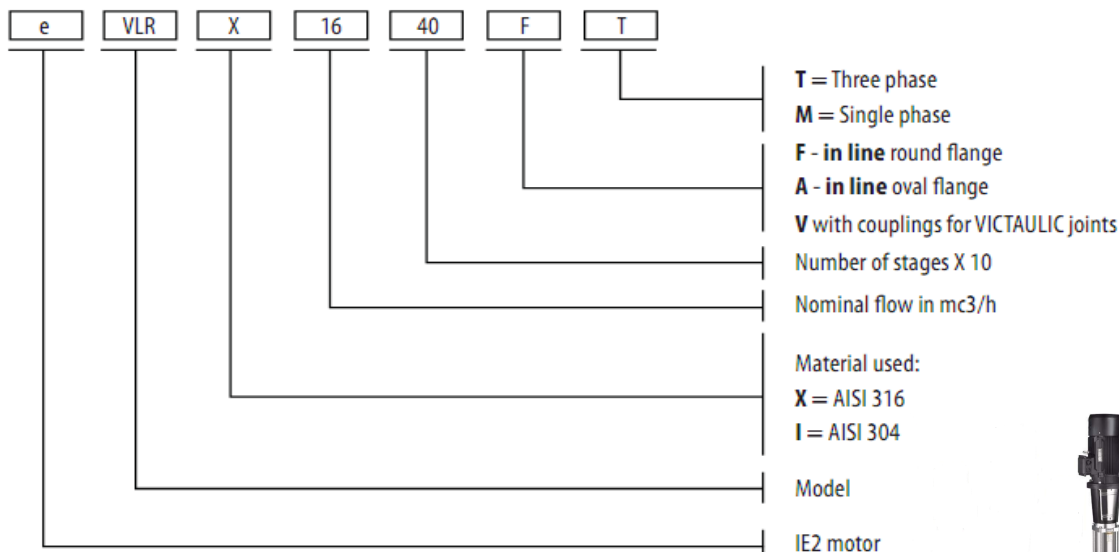 e VLR X 16 40 F T
T = Three phase
M = Single phase
F - in line round flange
A - in line oval flange
V with couplings for VICTAULIC joints
Number of stages X 10
Nominal flow in mc3/h
Material used:
X = AISI 316
I = AISI 304
Model
IE2 motor